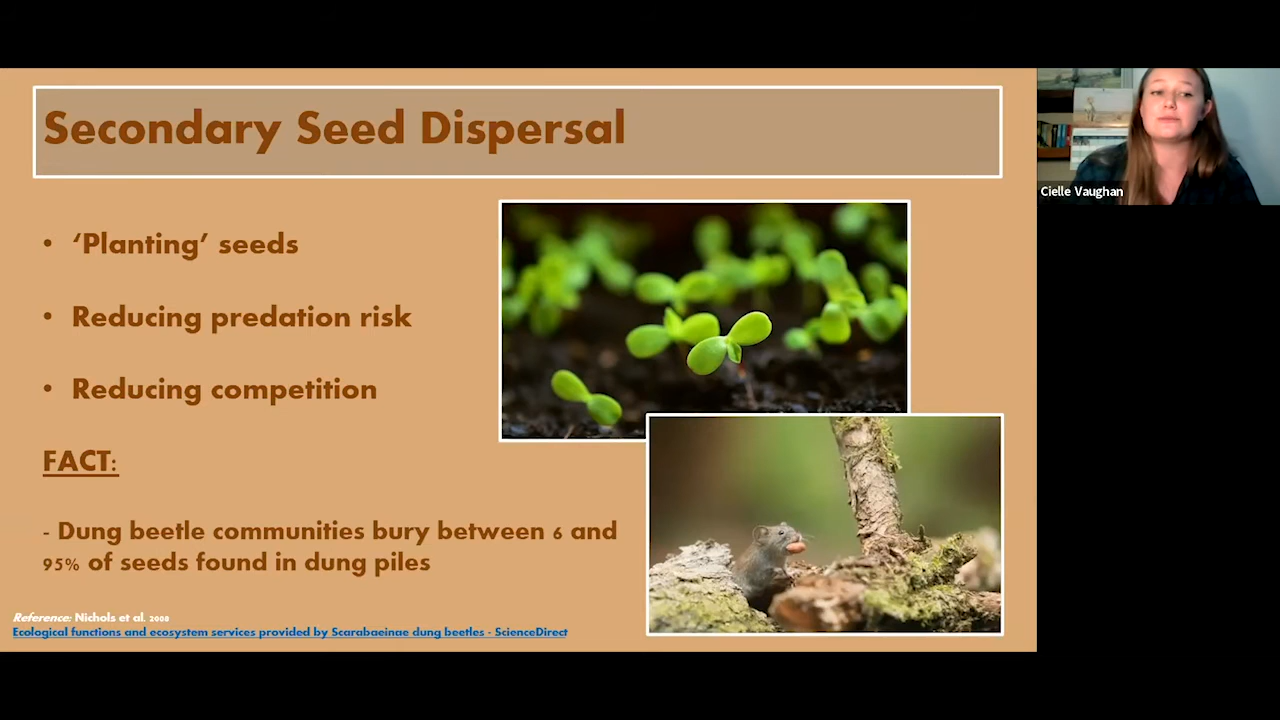 Secondary Seed Dispersal
• ‘Planting’ seeds
• Reducing predation risk
• Reducing competition
FACT:
- Dung beetle communities bury between 6 and
95% of seeds found in dung piles
Reference: Nichols et al. 2008
Ecological functions and ecosystem services provided by Scarabaeinae dung beetles - ScienceDirect
Cielle Vaughan